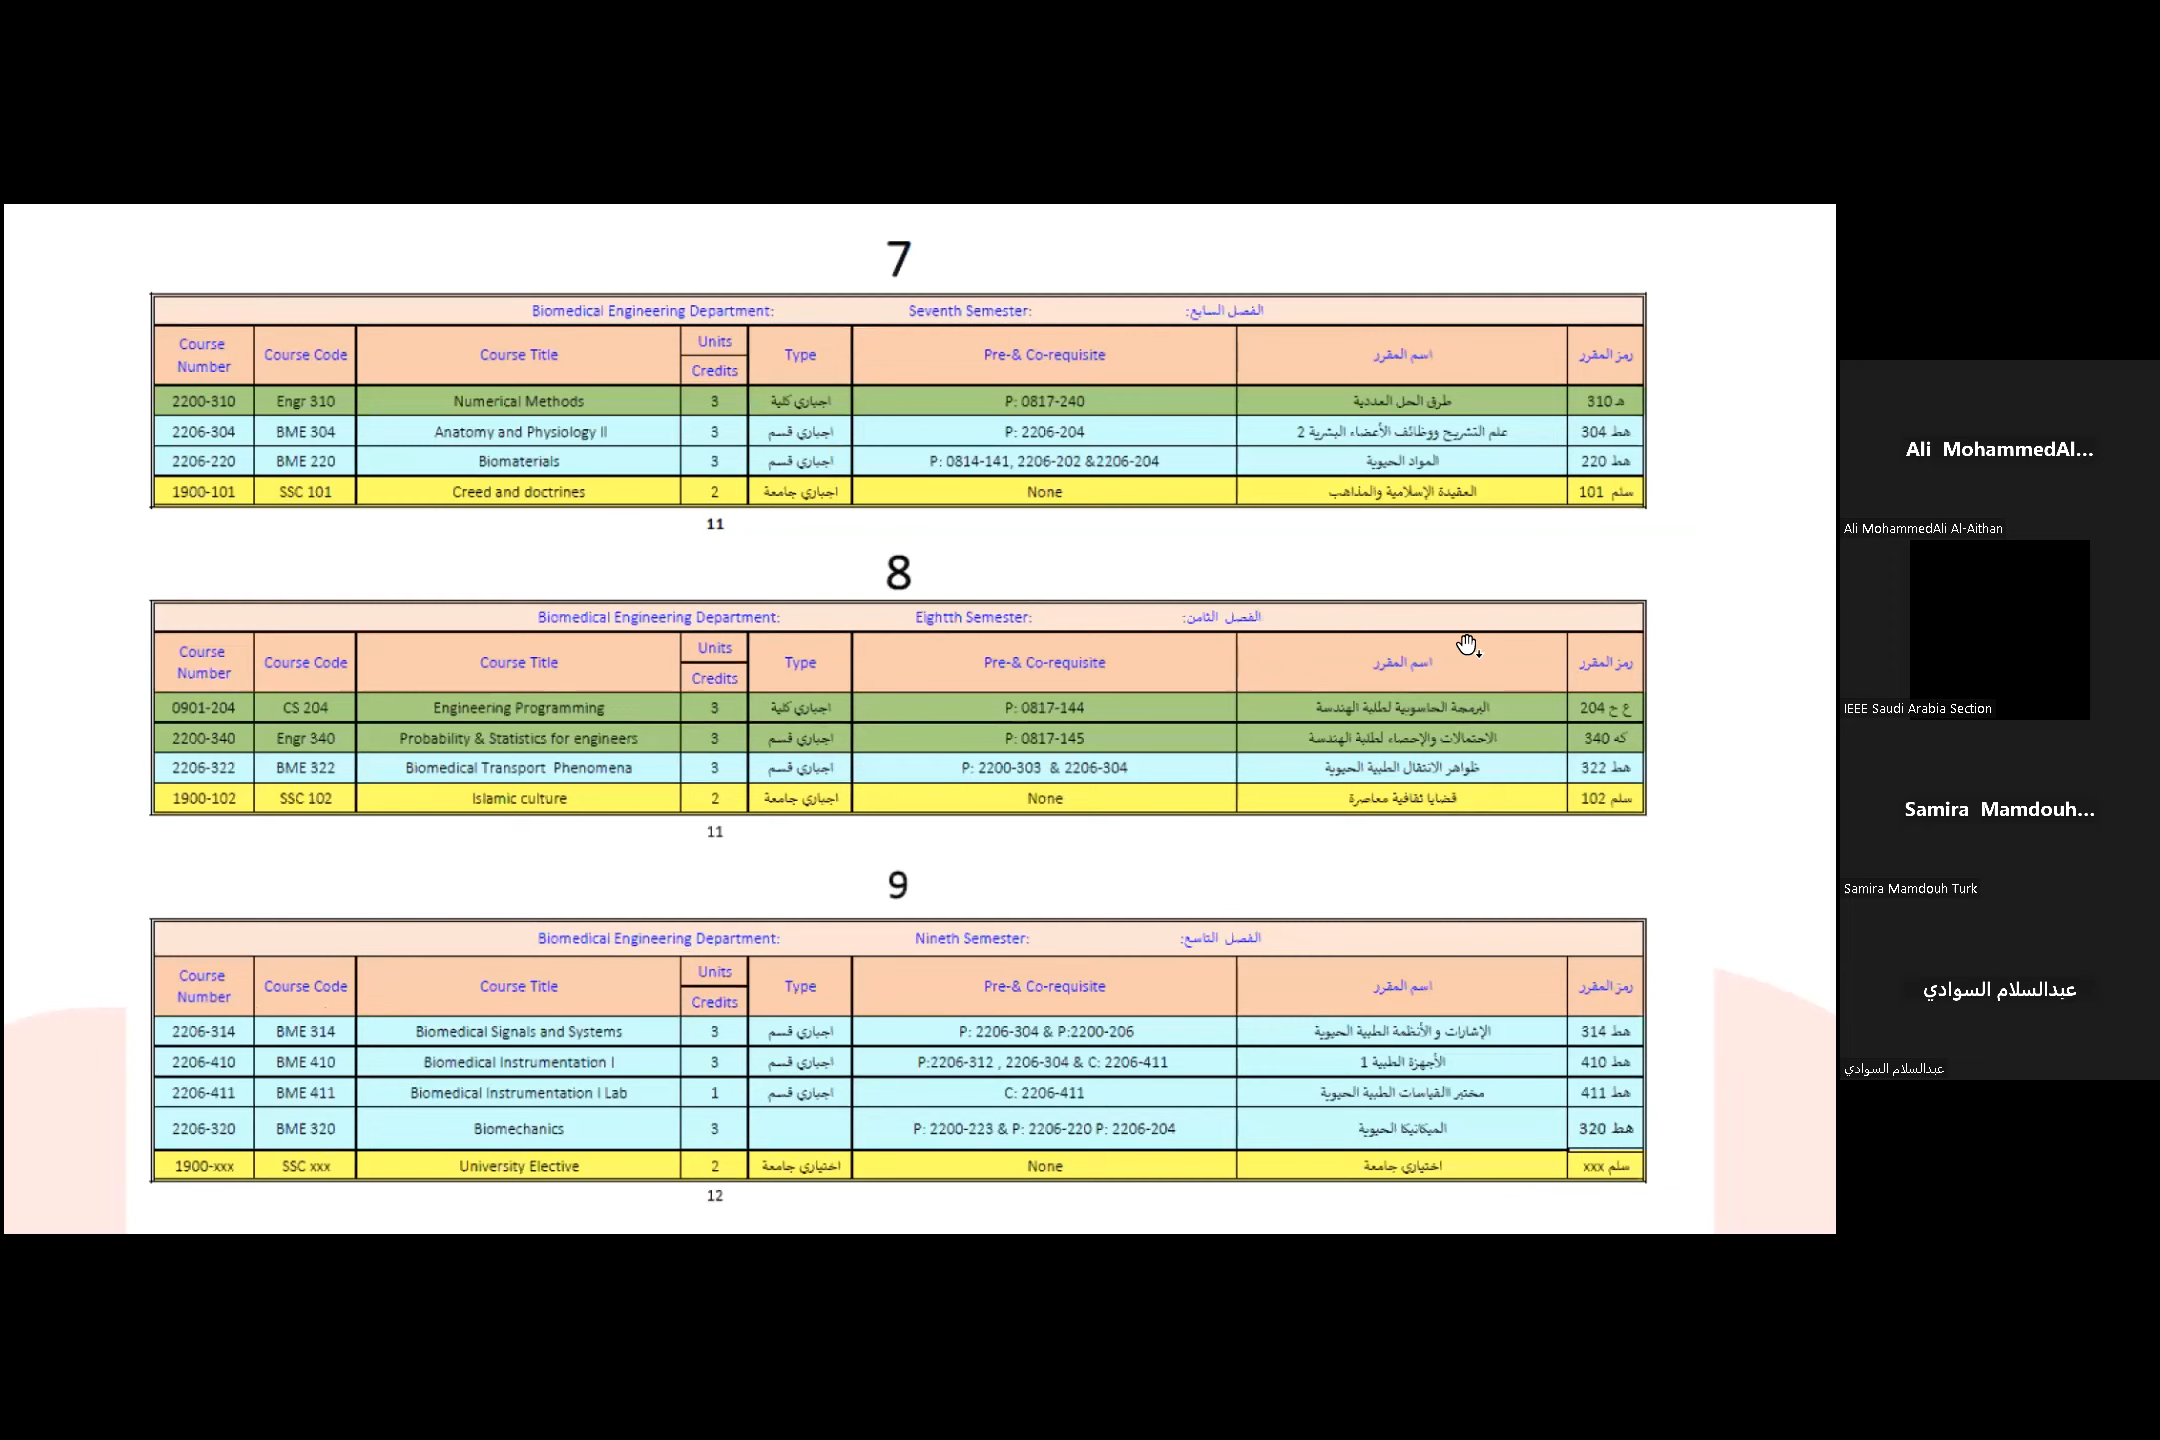 7
Biomedical Engineering Department: Seventh Semester: الفصل السابع:
Course Number Course Code Course Title Units Credits Type Pre-& Co-requisite اسم المقرر رمز المقرر
2200-310 Engr 310 Numerical Methods 3 اجباري كلية P: 0817-240 طرق الحل العددية هـ 310
2206-304 BME 304 Anatomy and Physiology II 3 اجباري قسم P: 2206-204 علم التشريح ووظائف الأعضاء البشرية 2 هط 304
2206-220 BME 220 Biomaterials 3 اجباري قسم P: 0814-141, 2206-202 &2206-204 المواد الحيوية هط 220
1900-101 SSC 101 Creed and doctrines 2 اجباري جامعة None العقيدة الإسلامية والمذاهب سلم 101
11
8
Biomedical Engineering Department: Eightth Semester: الفصل الثامن:
Course Number Course Code Course Title Units Credits Type Pre-& Co-requisite اسم المقرر رمز المقرر
0901-204 CS 204 Engineering Programming 3 اجباري كلية P: 0817-144 البرمجة الحاسوبية لطلبة الهندسة ع ح 204
2200-340 Engr 340 Probability & Statistics for engineers 3 اجباري قسم P: 0817-145 الاحتمالات والإحصاء لطلبة الهندسة كه 340
2206-322 BME 322 Biomedical Transport Phenomena 3 اجباري قسم P: 2200-303 & 2206-304 ظواهر الانتقال الطبية الحيوية هط 322
1900-102 SSC 102 Islamic culture 2 اجباري جامعة None قضايا ثقافية معاصرة سلم 102
11
9
Biomedical Engineering Department: Nineth Semester: الفصل التاسع:
Course Number Course Code Course Title Units Credits Type Pre-& Co-requisite اسم المقرر رمز المقرر
2206-314 BME 314 Biomedical Signals and Systems 3 اجباري قسم P: 2206-304 & P:2200-206 الإشارات و الأنظمة الطبية الحيوية هط 314
2206-410 BME 410 Biomedical Instrumentation I 3 اجباري قسم P:2206-312 , 2206-304 & C: 2206-411 الأجهزة الطبية 1 هط 410
2206-411 BME 411 Biomedical Instrumentation I Lab 1 اجباري قسم C: 2206-411 مختبر االقياسات الطبية الحيوية هط 411
2206-320 BME 320 Biomechanics 3 P: 2200-223 & P: 2206-220 P: 2206-204 الميكانيكا الحيوية هط 320
1900-xxx SSC xxx University Elective 2 اختياري جامعة None اختياري جامعة سلم xxx
12
Ali MohammedAl...
Ali MohammedAli Al-Aithan
IEEE Saudi Arabia Section
Samira Mamdouh...
Samira Mamdouh Turk
عبدالسلام السوادي
عبدالسلام السوادي